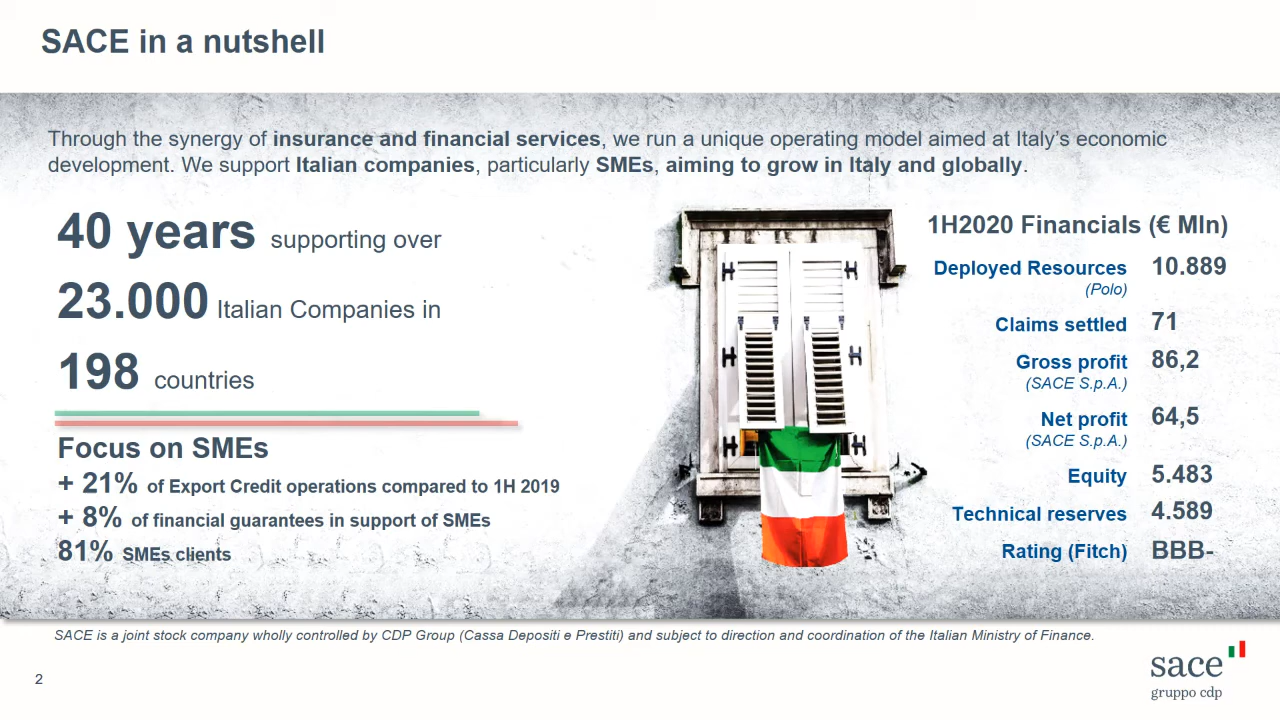 SACE in a nutshell
Through the synergy of insurance and financial services, we run a unique operating model aimed at Italy's economic
development. We support Italian companies, particularly SMEs, aiming to grow in Italy and globally.
40 years supporting over
23.000 Italian Companies in
198 countries
Focus on SMEs
+ 21% of Export Credit operations compared to 1H 2019
+ 8% of financial guarantees in support of SMEs
81% SMEs clients
1H2020 Financials (€ Mln)
Deployed Resources 10.889
(Polo)
Claims settled 71
Gross profit 86,2
(SACE S.p.A.)
Net profit 64,5
(SACE S.p.A.)
Equity 5.483
Technical reserves 4.589
Rating (Fitch) BBB-
SACE is a joint stock company wholly controlled by CDP Group (Cassa Depositi e Prestiti) and subject to direction and coordination of the Italian Ministry of Finance.
2
sace
gruppo cdp